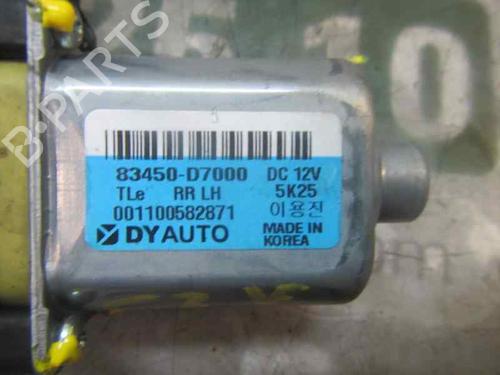 B-PARTS
83450-D7000 DC 12V
TLe RR LH 5K25
001100582871 이용진
DYAUTO MADE IN KOREA